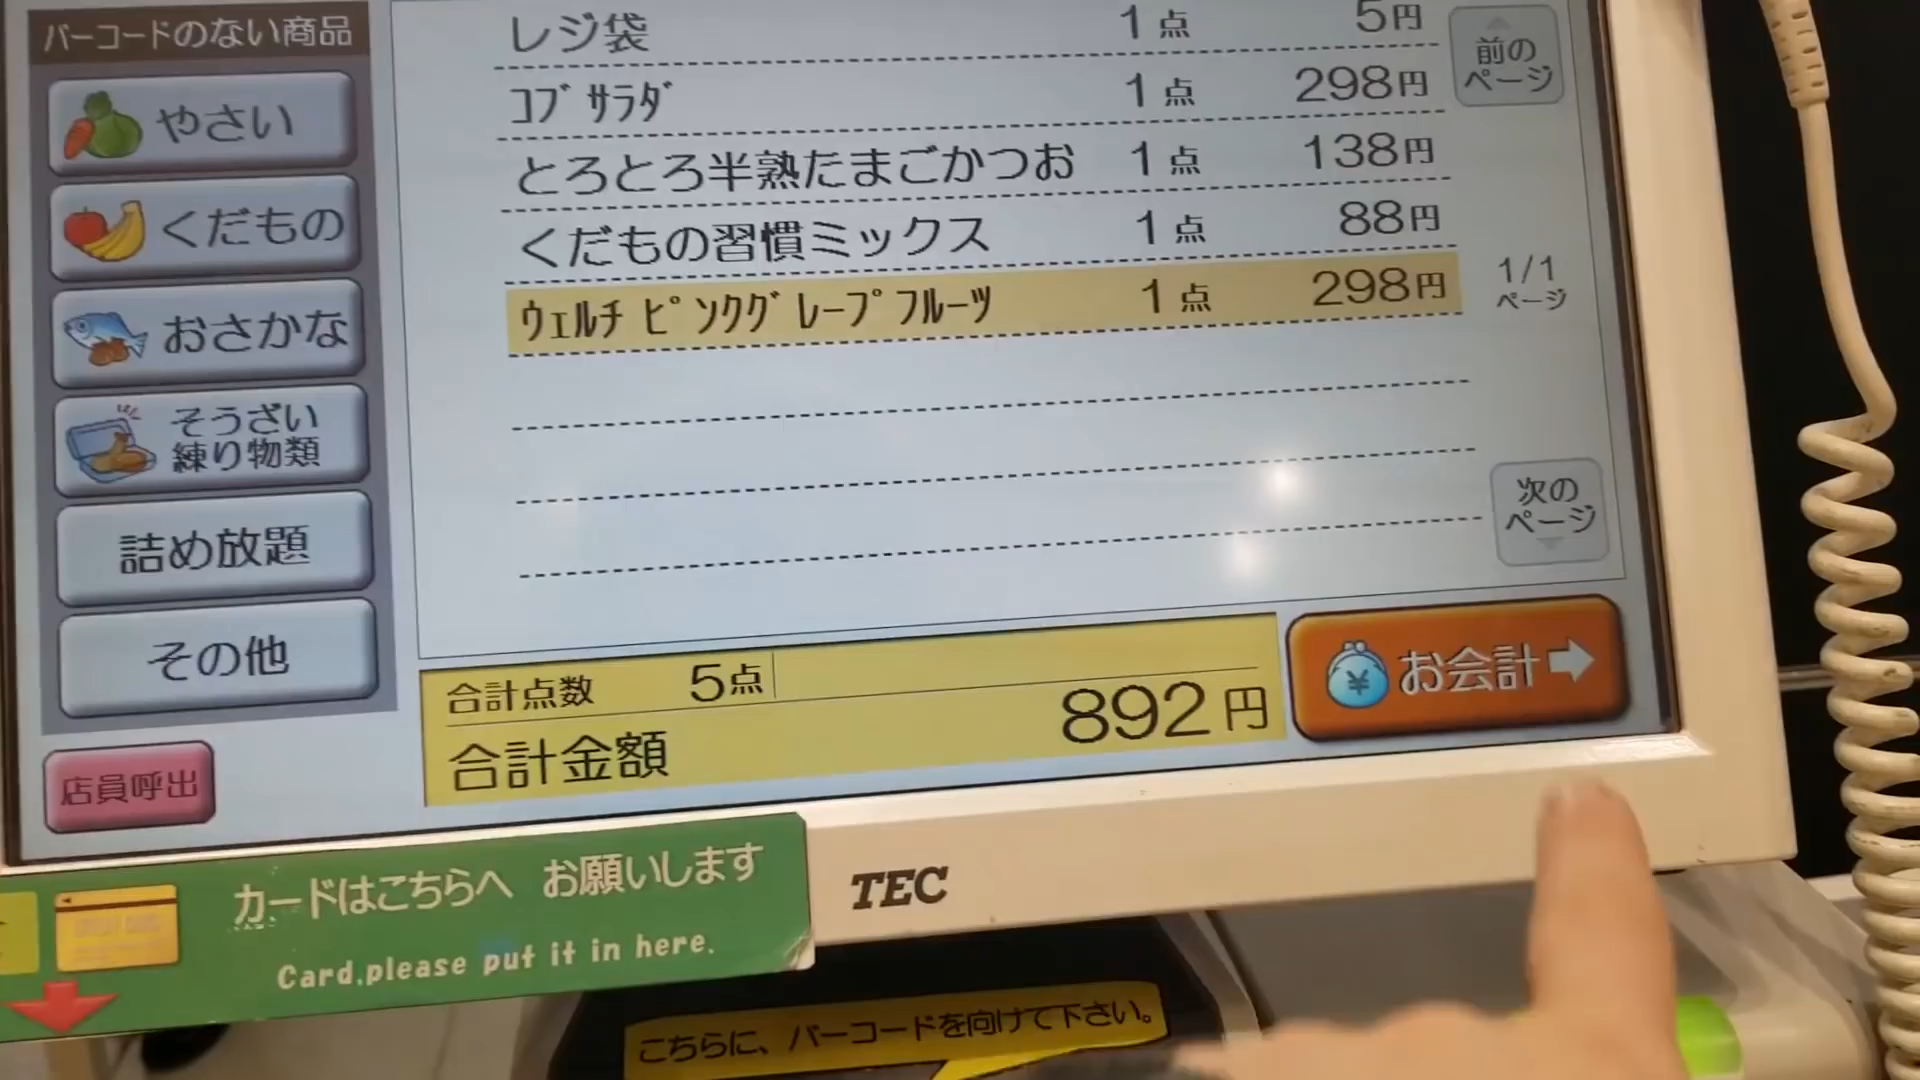 バーコードのない商品
やさい
くだもの
おさかな
そうざい
練り物類
詰め放題
その他
店員呼出
レジ袋 1点 5円
コブサラダ 1点 298円
とろとろ半熟たまごかつお 1点 138円
くだもの習慣ミックス 1点 88円
ウェルチ ピンクグレープフルーツ 1点 298円
前の
ページ
1/1
ページ
次の
ページ
合計点数 5点
合計金額 892円
お会計
カードはこちらへ お願いします
Card,please put it in here.
TEC
こちらに、バーコードを向けて下さい。